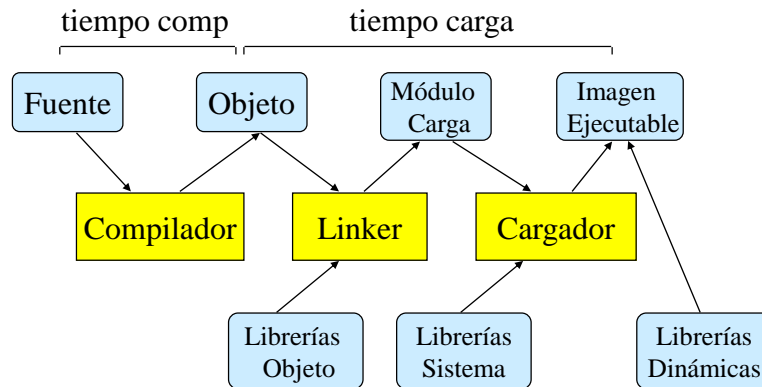 tiempo comp
tiempo carga
Fuente
Objeto
Módulo
Carga
Imagen
Ejecutable
Compilador
Linker
Cargador
Librerías
Objeto
Librerías
Sistema
Librerías
Dinámicas